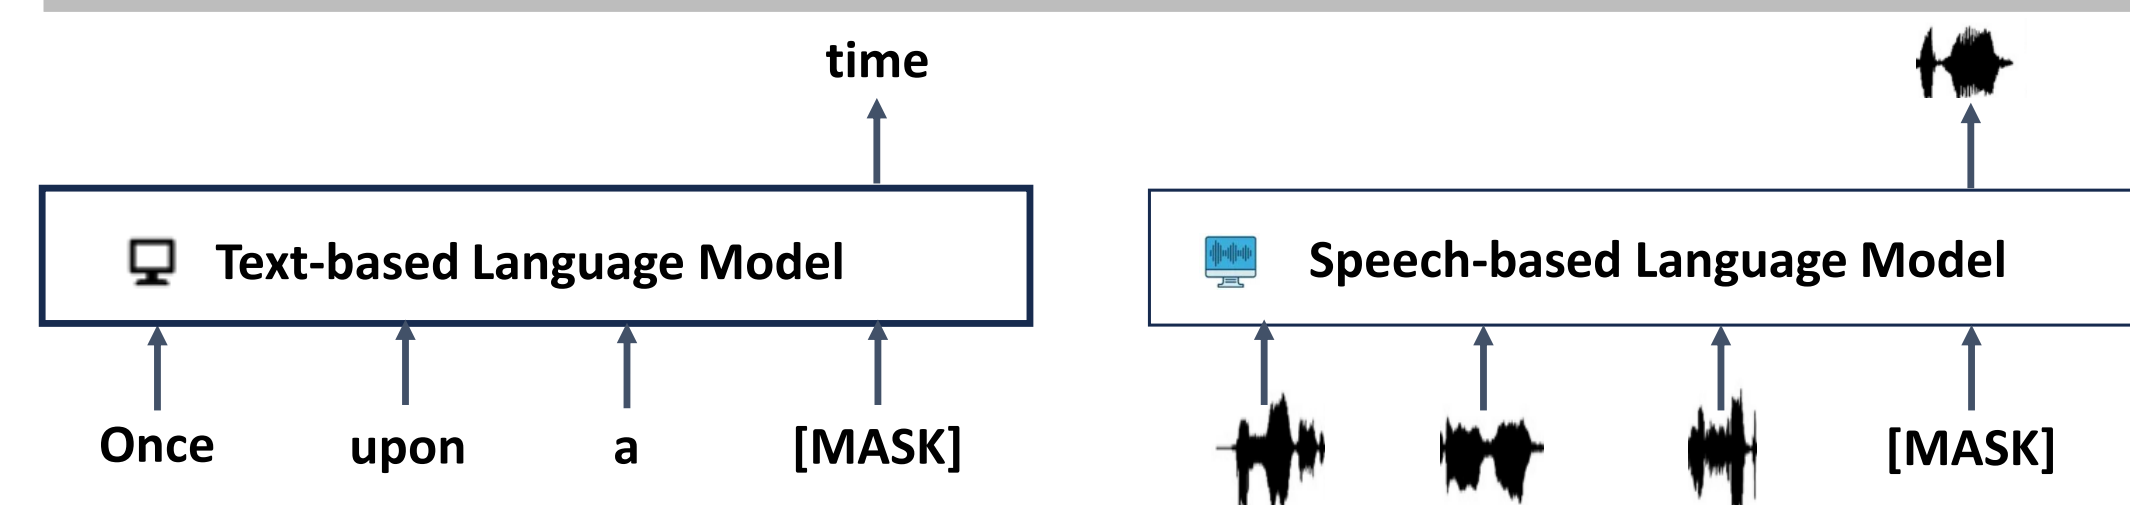 time
Text-based Language Model
Speech-based Language Model
Once upon a [MASK]
[MASK]